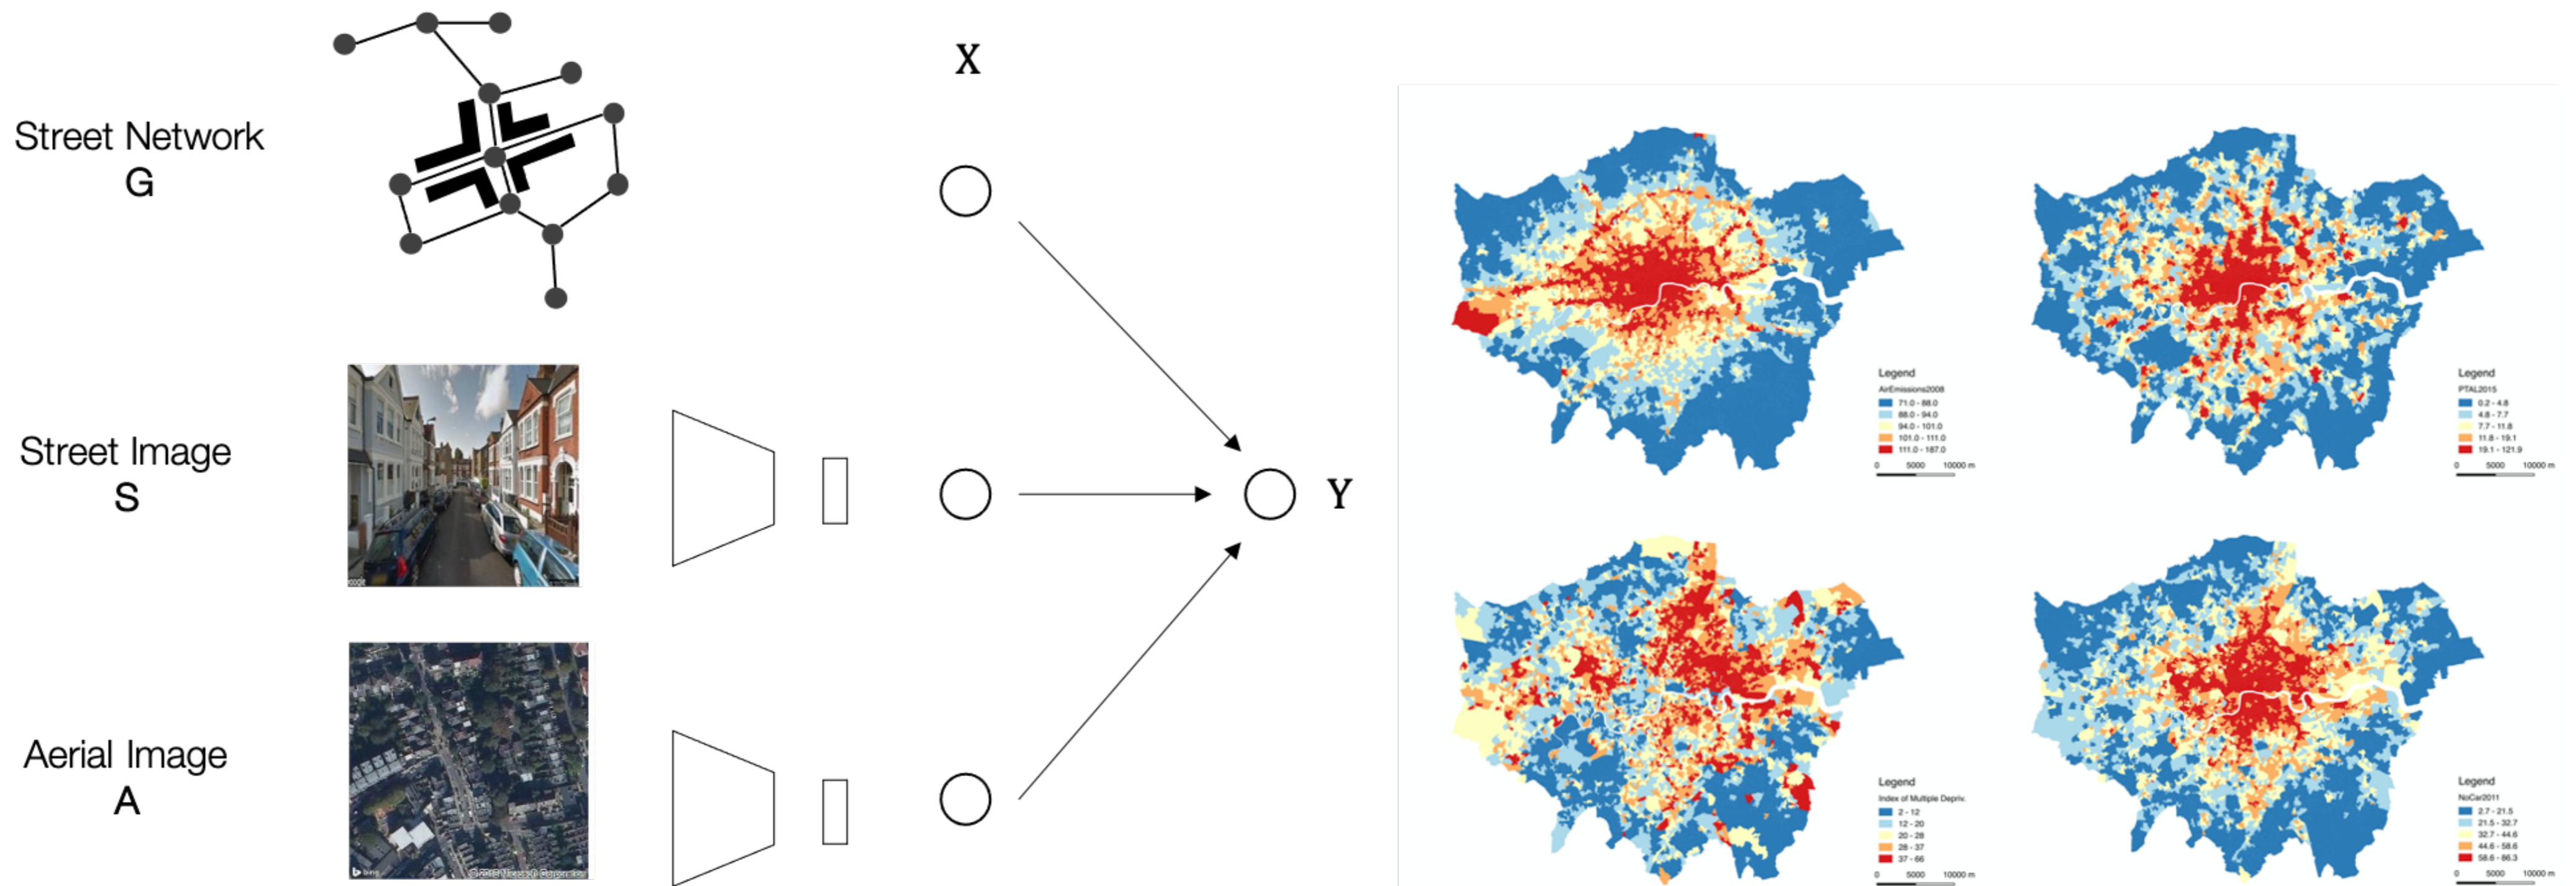 Street Network
G
X
Street Image
S
Y
Aerial Image
A
Legend
AirEmissions2008
71.0 - 88.0
88.0 - 94.0
94.0 - 101.0
101.0 - 111.0
111.0 - 187.0
0 5000 10000 m
Legend
PTAL2015
0.2 - 4.8
4.8 - 7.7
7.7 - 11.8
11.8 - 19.1
19.1 - 121.9
0 5000 10000 m
Legend
Index of Multiple Depriv.
2 - 12
12 - 20
20 - 28
28 - 37
37 - 66
0 5000 10000 m
Legend
NoCar2011
2.7 - 21.5
21.5 - 32.7
32.7 - 44.6
44.6 - 58.6
58.6 - 86.3
0 5000 10000 m
bing